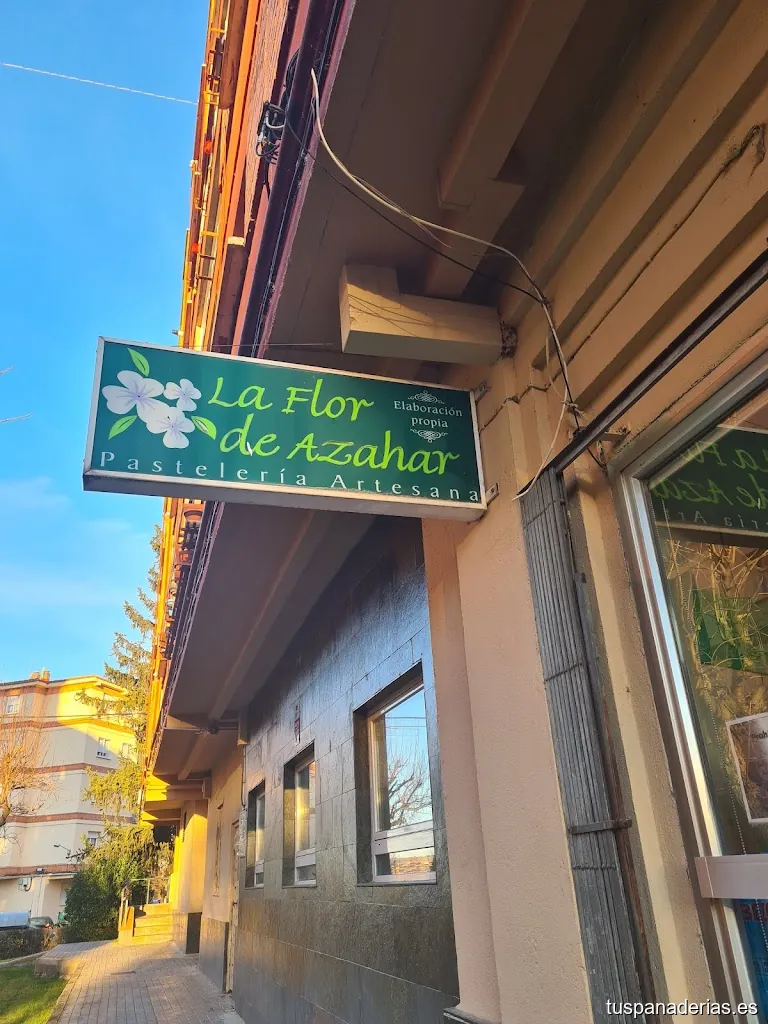 La Flor
de Azahar
Elaboración
propia
Pastelería Artesana
tuspanaderias.es